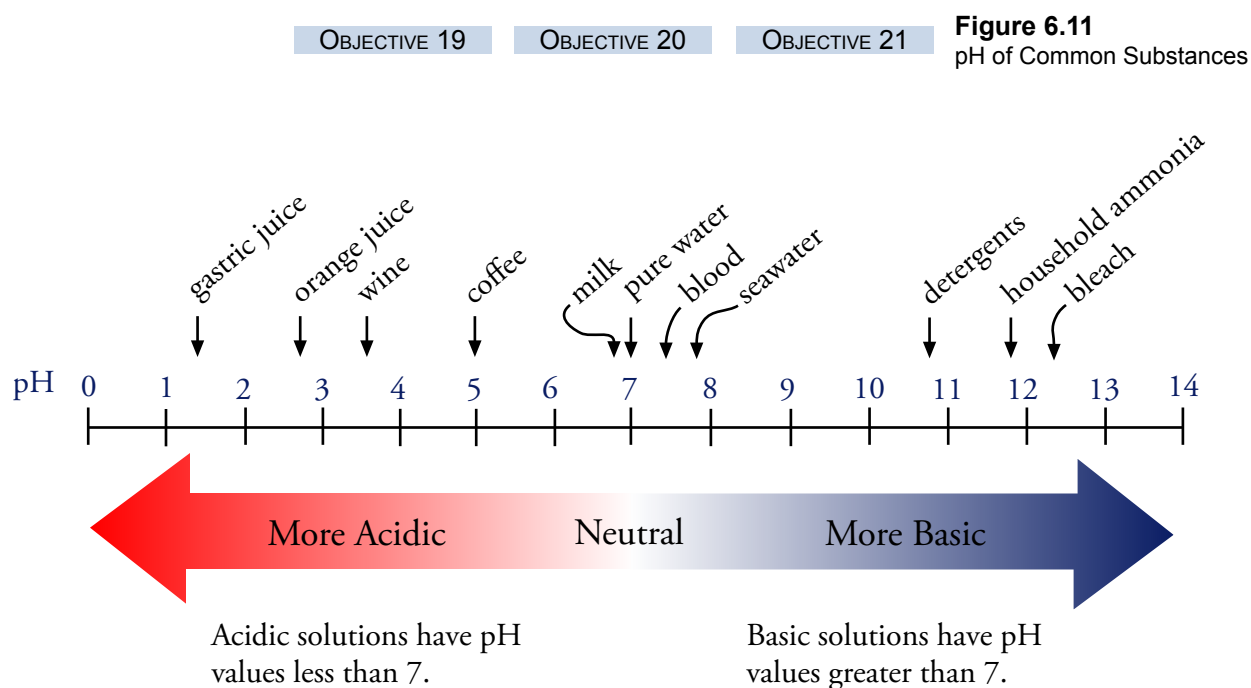 OBJECTIVE 19
OBJECTIVE 20
OBJECTIVE 21
Figure 6.11
pH of Common Substances
gastric juice
orange juice
wine
coffee
milk
pure water
blood
seawater
detergents
household ammonia
bleach
pH 0 1 2 3 4 5 6 7 8 9 10 11 12 13 14
More Acidic
Neutral
More Basic
Acidic solutions have pH
values less than 7.
Basic solutions have pH
values greater than 7.